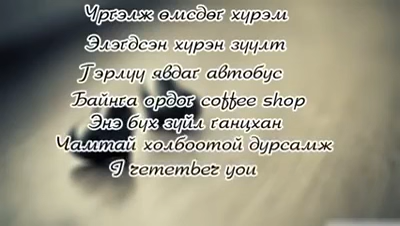 Үргэлж өмсдөг хүрэм
Элэгдсэн хүрэн зүүлт
Гэрлүү явдаг автобус
Байнга ордог coffee shop
Энэ бүх зүйл ганцхан
Чамтай холбоотой дурсамж
I remember you